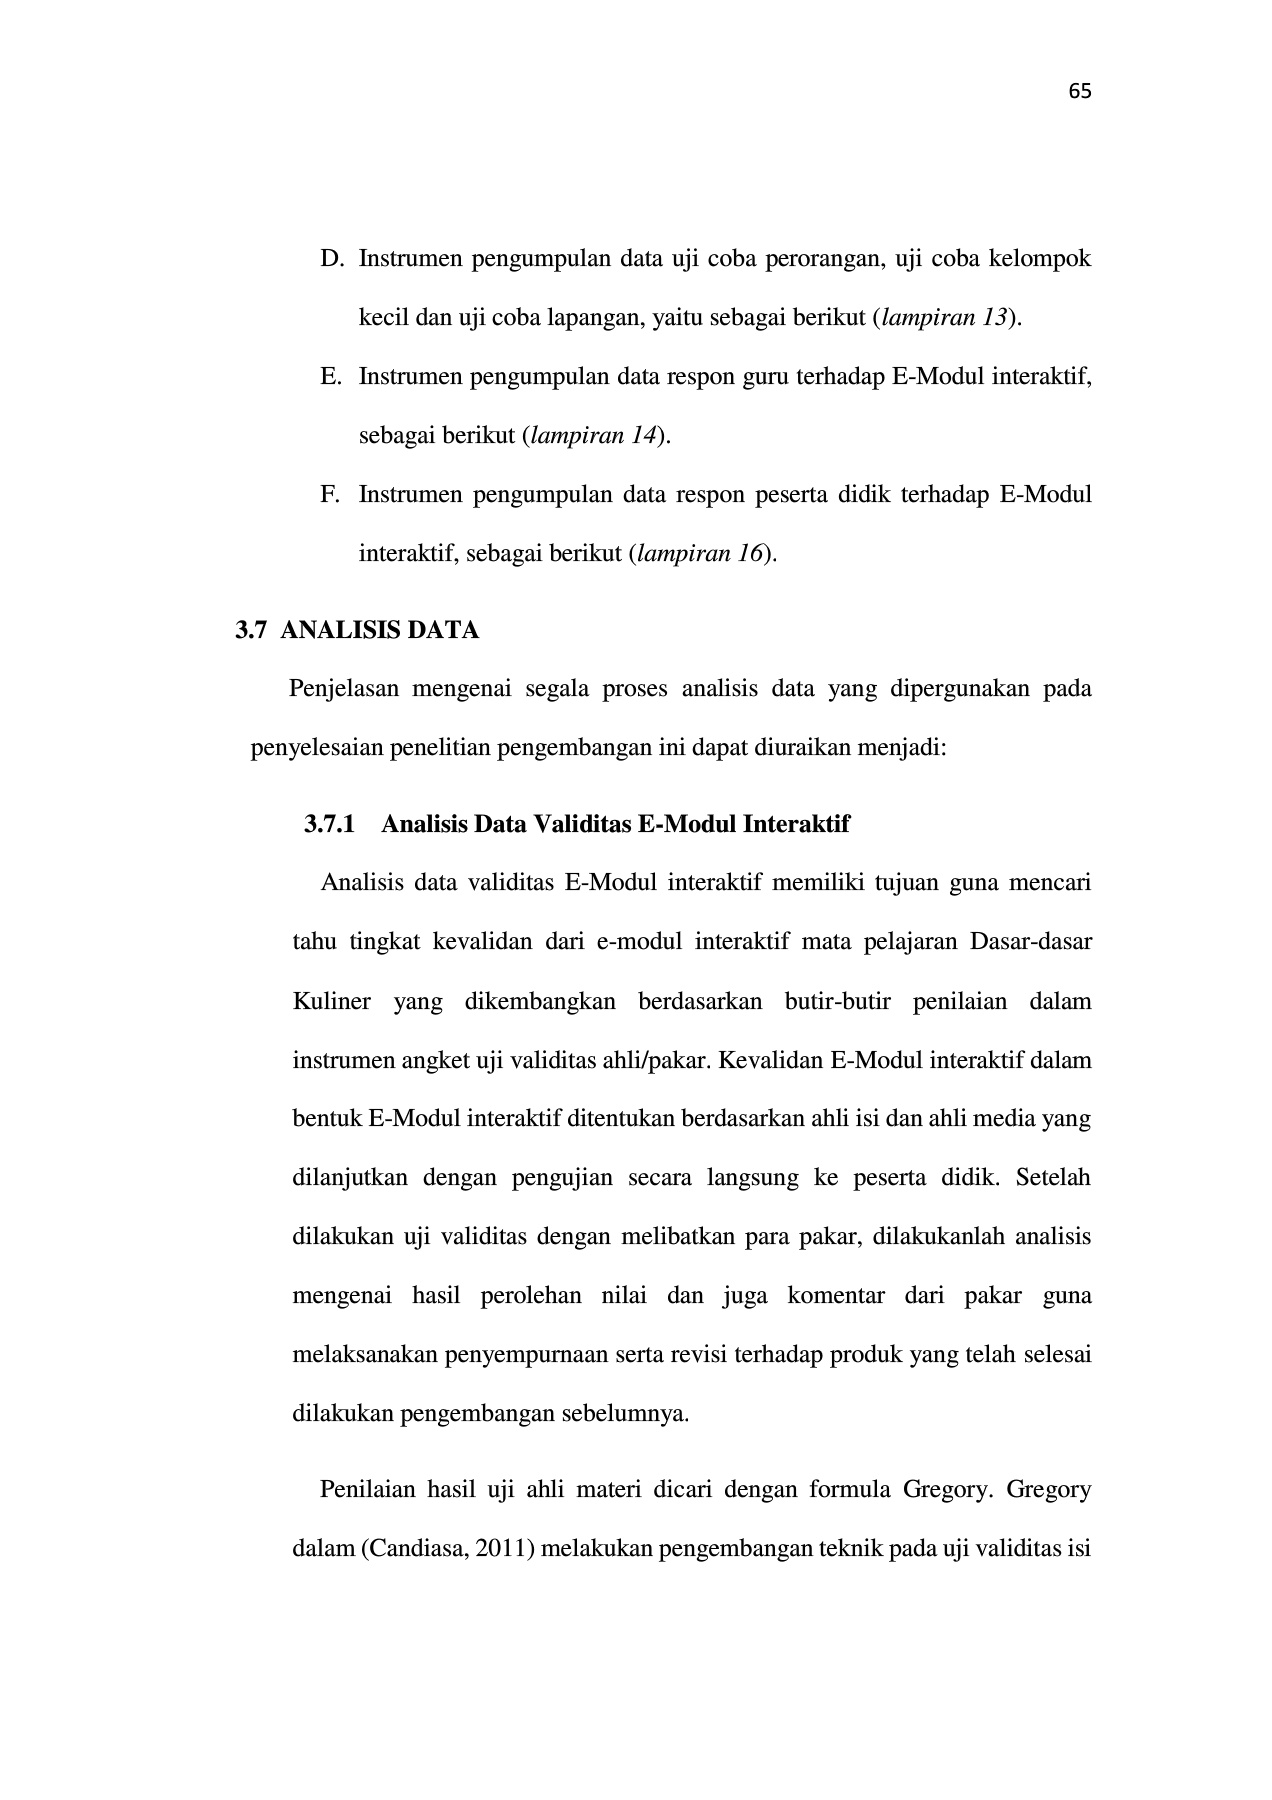 65
D. Instrumen pengumpulan data uji coba perorangan, uji coba kelompok
kecil dan uji coba lapangan, yaitu sebagai berikut (lampiran 13).
E. Instrumen pengumpulan data respon guru terhadap E-Modul interaktif,
sebagai berikut (lampiran 14).
F. Instrumen pengumpulan data respon peserta didik terhadap E-Modul
interaktif, sebagai berikut (lampiran 16).
3.7 ANALISIS DATA
Penjelasan mengenai segala proses analisis data yang dipergunakan pada
penyelesaian penelitian pengembangan ini dapat diuraikan menjadi:
3.7.1 Analisis Data Validitas E-Modul Interaktif
Analisis data validitas E-Modul interaktif memiliki tujuan guna mencari
tahu tingkat kevalidan dari e-modul interaktif mata pelajaran Dasar-dasar
Kuliner yang dikembangkan berdasarkan butir-butir penilaian dalam
instrumen angket uji validitas ahli/pakar. Kevalidan E-Modul interaktif dalam
bentuk E-Modul interaktif ditentukan berdasarkan ahli isi dan ahli media yang
dilanjutkan dengan pengujian secara langsung ke peserta didik. Setelah
dilakukan uji validitas dengan melibatkan para pakar, dilakukanlah analisis
mengenai hasil perolehan nilai dan juga komentar dari pakar guna
melaksanakan penyempurnaan serta revisi terhadap produk yang telah selesai
dilakukan pengembangan sebelumnya.
Penilaian hasil uji ahli materi dicari dengan formula Gregory. Gregory
dalam (Candiasa, 2011) melakukan pengembangan teknik pada uji validitas isi